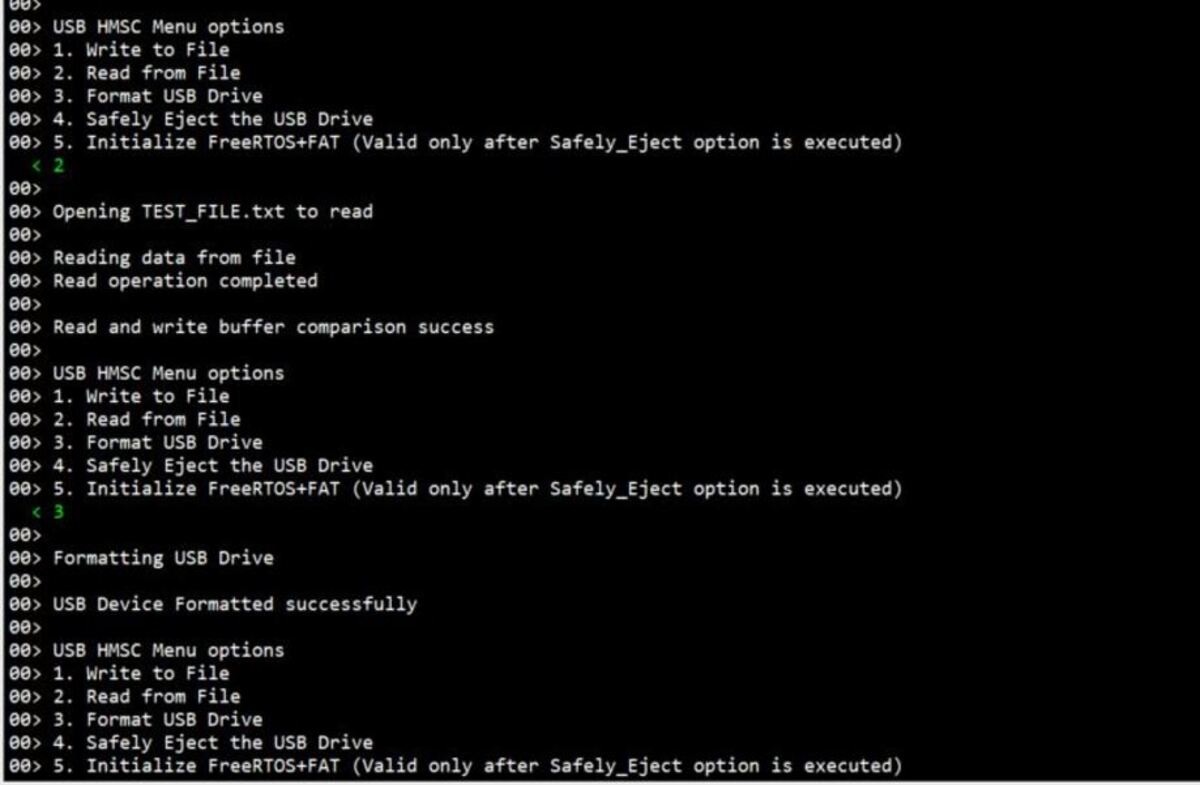 00>
00> USB HMSC Menu options
00> 1. Write to File
00> 2. Read from File
00> 3. Format USB Drive
00> 4. Safely Eject the USB Drive
00> 5. Initialize FreeRTOS+FAT (Valid only after Safely_Eject option is executed)
< 2
00>
00> Opening TEST_FILE.txt to read
00>
00> Reading data from file
00> Read operation completed
00>
00> Read and write buffer comparison success
00>
00> USB HMSC Menu options
00> 1. Write to File
00> 2. Read from File
00> 3. Format USB Drive
00> 4. Safely Eject the USB Drive
00> 5. Initialize FreeRTOS+FAT (Valid only after Safely_Eject option is executed)
< 3
00>
00> Formatting USB Drive
00>
00> USB Device Formatted successfully
00>
00> USB HMSC Menu options
00> 1. Write to File
00> 2. Read from File
00> 3. Format USB Drive
00> 4. Safely Eject the USB Drive
00> 5. Initialize FreeRTOS+FAT (Valid only after Safely_Eject option is executed)